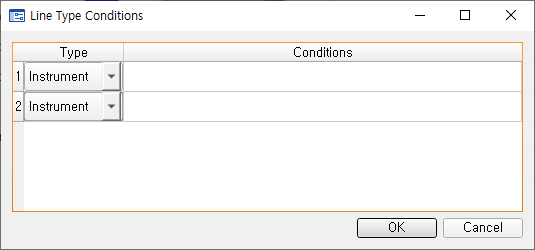 Line Type Conditions
Type Conditions
1 Instrument
2 Instrument
OK Cancel